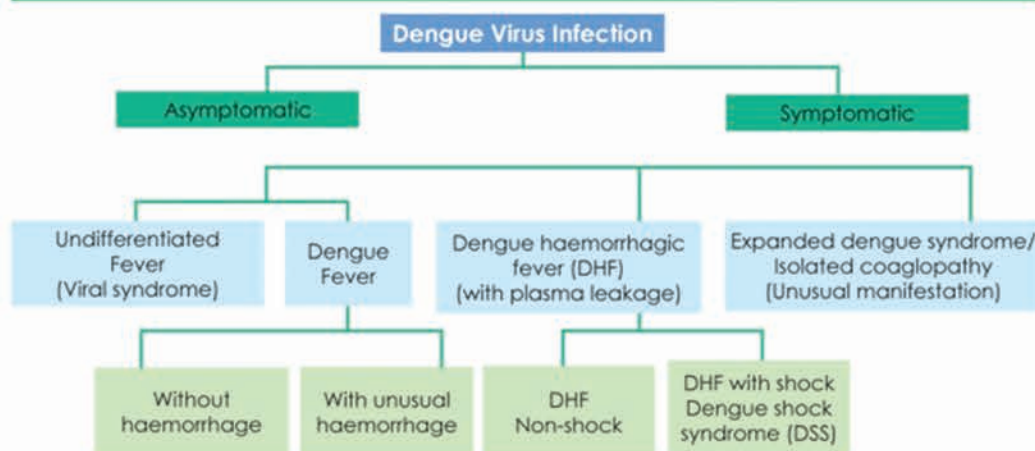 Dengue Virus Infection
Asymptomatic
Symptomatic
Undifferentiated
Fever
(Viral syndrome)
Dengue
Fever
Dengue haemorrhagic
fever (DHF)
(with plasma leakage)
Expanded dengue syndrome/
Isolated coaglopathy
(Unusual manifestation)
Without
haemorrhage
With unusual
haemorrhage
DHF
Non-shock
DHF with shock
Dengue shock
syndrome (DSS)